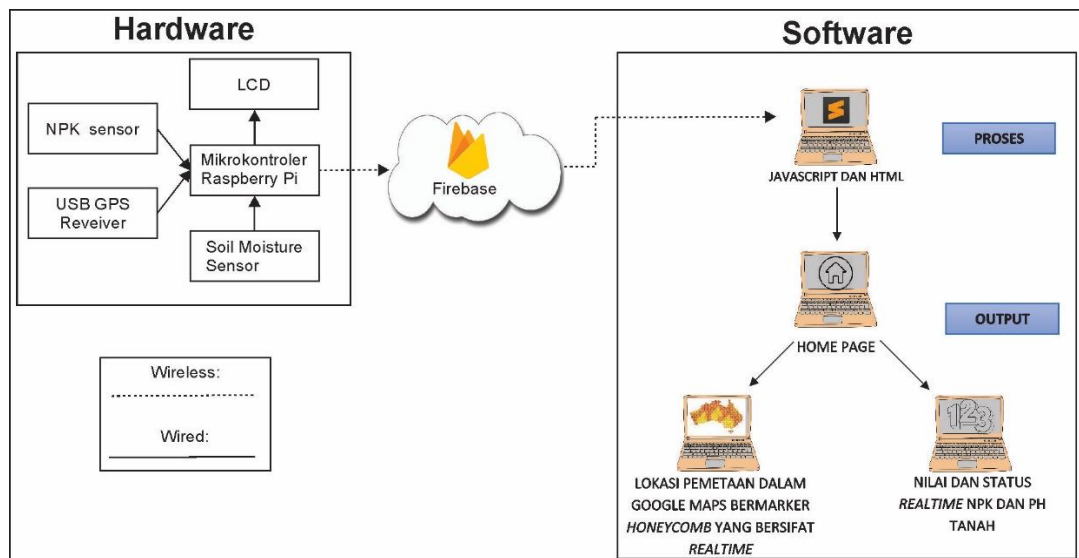 Hardware
LCD
NPK sensor
Mikrokontroler
Raspberry Pi
USB GPS
Reveiver
Soil Moisture
Sensor
Firebase
Wireless:
Wired:
Software
PROSES
JAVASCRIPT DAN HTML
OUTPUT
HOME PAGE
LOKASI PEMETAAN DALAM
GOOGLE MAPS BERMARKER
HONEYCOMB YANG BERSIFAT
REALTIME
123
NILAI DAN STATUS
REALTIME NPK DAN PH
TANAH